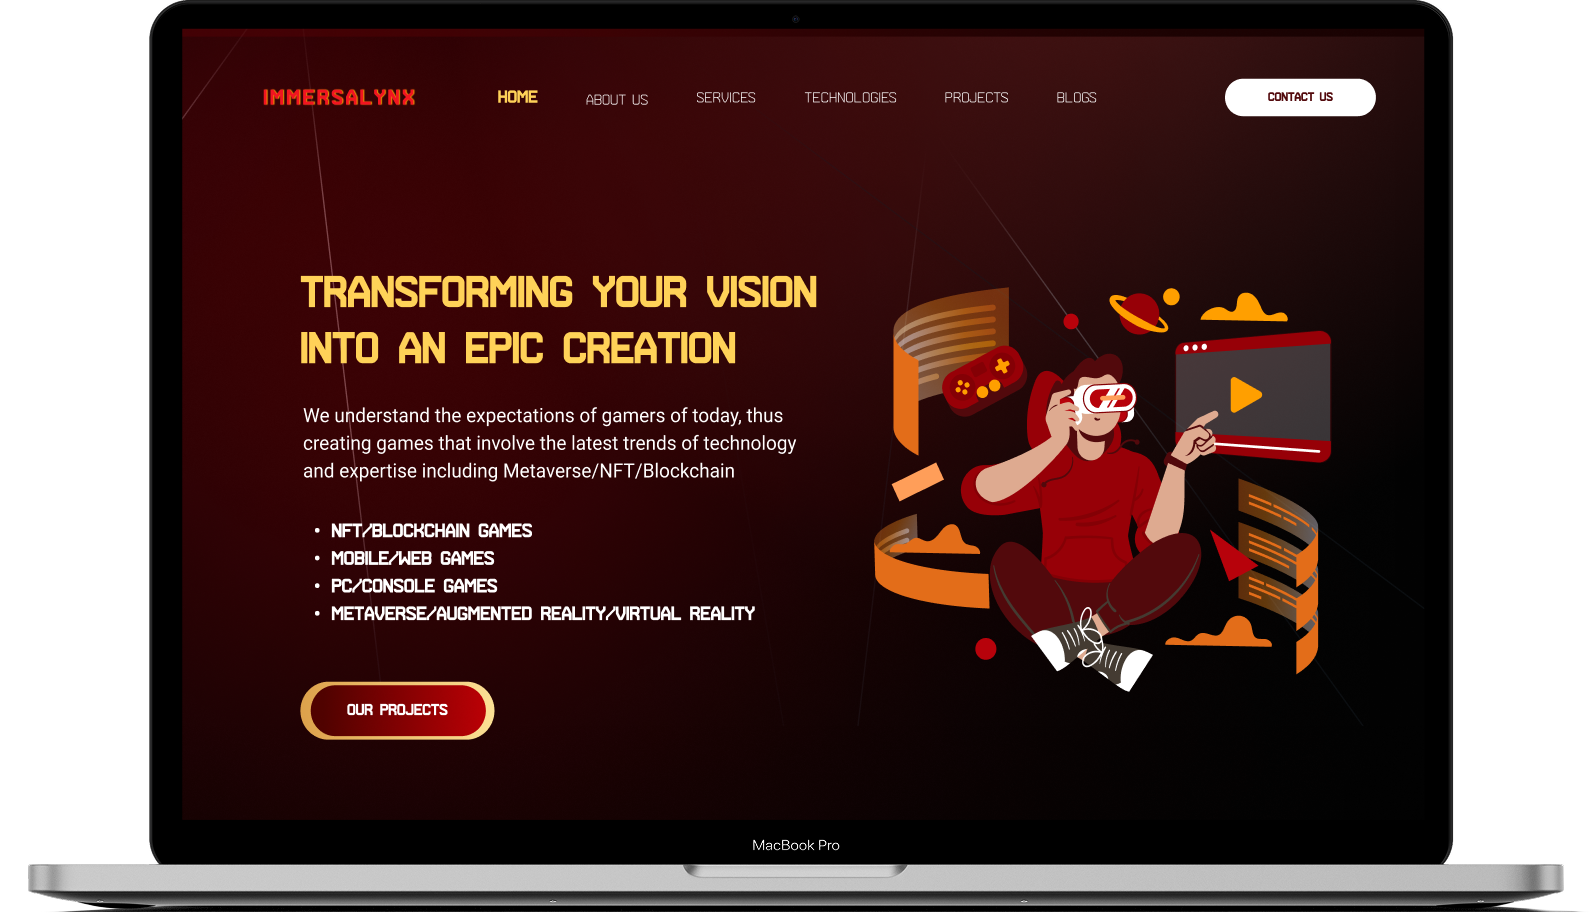 IMMERSALYNX
HOME ABOUT US SERVICES TECHNOLOGIES PROJECTS BLOGS CONTACT US
TRANSFORMING YOUR VISION
INTO AN EPIC CREATION
We understand the expectations of gamers of today, thus
creating games that involve the latest trends of technology
and expertise including Metaverse/NFT/Blockchain
• NFT/BLOCKCHAIN GAMES
• MOBILE/WEB GAMES
• PC/CONSOLE GAMES
• METAVERSE/AUGMENTED REALITY/VIRTUAL REALITY
OUR PROJECTS
MacBook Pro